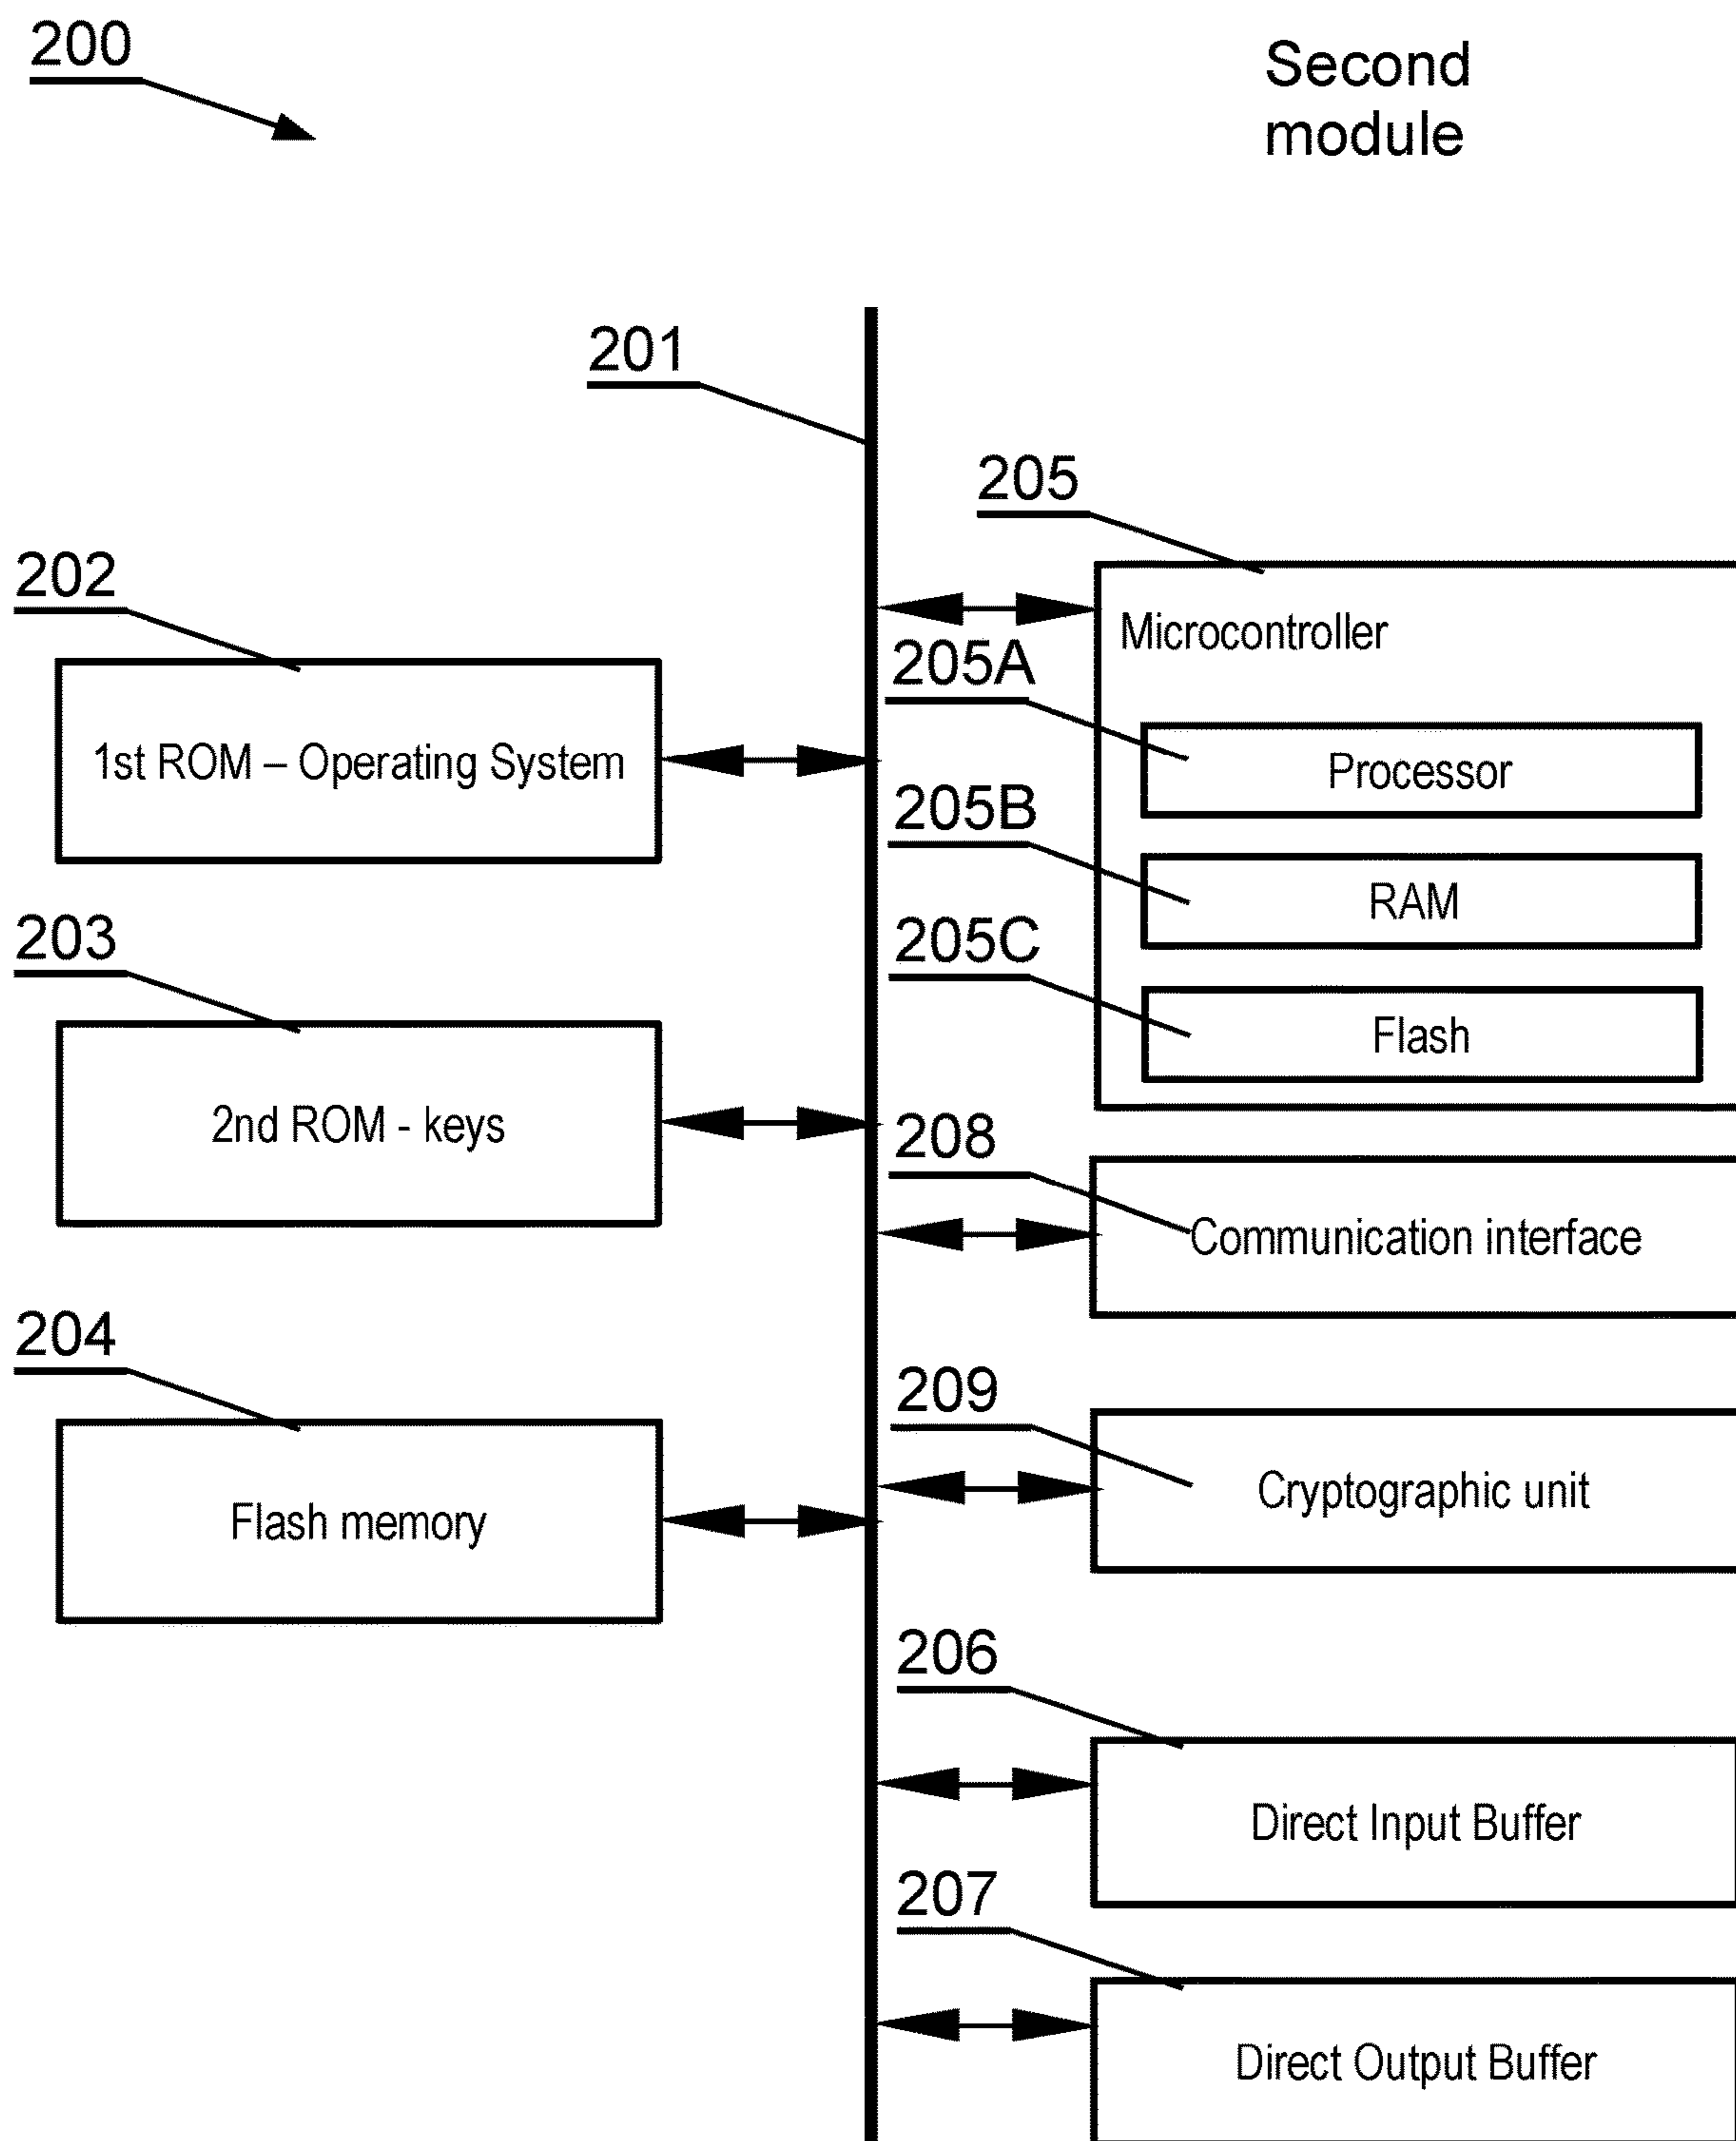 200
Second
module
201
205
202
Microcontroller
205A
1st ROM – Operating System
Processor
205B
RAM
203
205C
Flash
2nd ROM - keys
208
Communication interface
204
209
Flash memory
Cryptographic unit
206
Direct Input Buffer
207
Direct Output Buffer